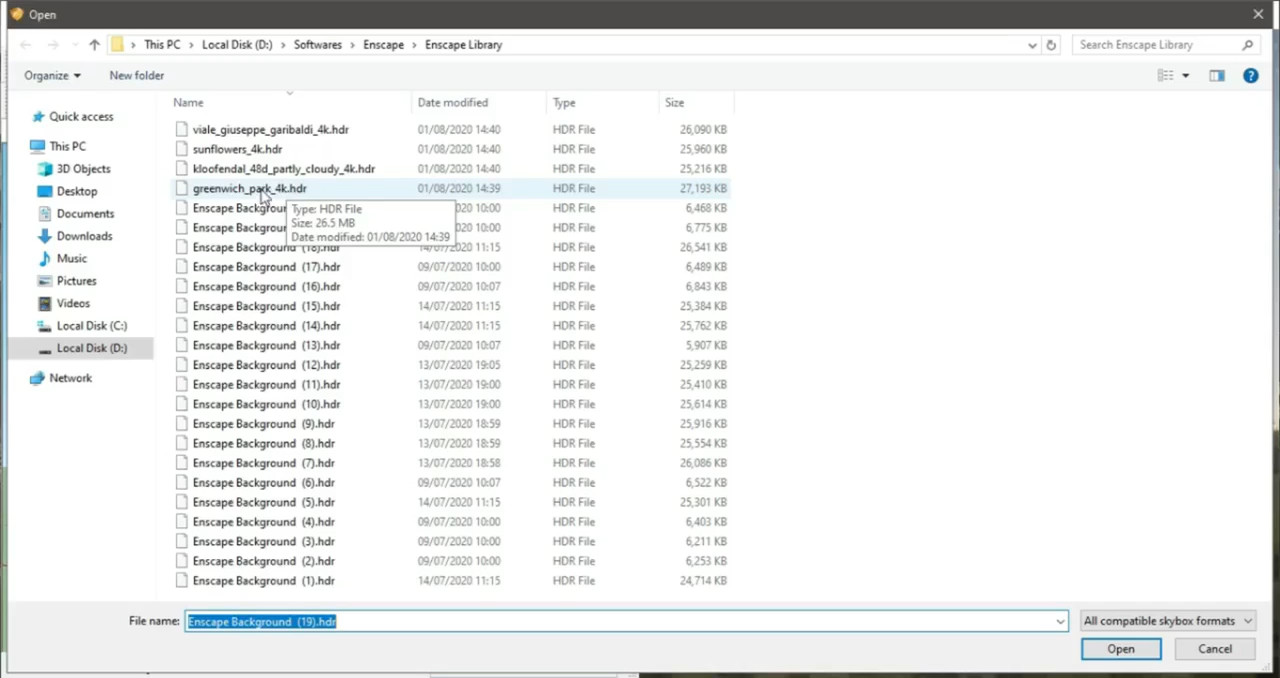 Open
This PC > Local Disk (D:) > Softwares > Enscape > Enscape Library
Search Enscape Library
Organize
New folder
Name Date modified Type Size
Quick access
This PC
3D Objects
Desktop
Documents
Downloads
Music
Pictures
Videos
Local Disk (C:)
Local Disk (D:)
Network
viale_giuseppe_garibaldi_4k.hdr 01/08/2020 14:40 HDR File 26,090 KB
sunflowers_4k.hdr 01/08/2020 14:40 HDR File 25,960 KB
kloofendal_48d_partly_cloudy_4k.hdr 01/08/2020 14:40 HDR File 25,216 KB
greenwich_park_4k.hdr 01/08/2020 14:39 HDR File 27,193 KB
Enscape Backgroun 2020 10:00 HDR File 6,468 KB
Enscape Backgroun 2020 10:00 HDR File 6,775 KB
Enscape Background (18).hdr 14/07/2020 11:15 HDR File 26,541 KB
Type: HDR File
Size: 26.5 MB
Date modified: 01/08/2020 14:39
Enscape Background (17).hdr 09/07/2020 10:00 HDR File 6,489 KB
Enscape Background (16).hdr 09/07/2020 10:07 HDR File 6,843 KB
Enscape Background (15).hdr 14/07/2020 11:15 HDR File 25,384 KB
Enscape Background (14).hdr 14/07/2020 11:15 HDR File 25,762 KB
Enscape Background (13).hdr 09/07/2020 10:07 HDR File 5,907 KB
Enscape Background (12).hdr 13/07/2020 19:05 HDR File 25,259 KB
Enscape Background (11).hdr 13/07/2020 19:00 HDR File 25,410 KB
Enscape Background (10).hdr 13/07/2020 19:00 HDR File 25,614 KB
Enscape Background (9).hdr 13/07/2020 18:59 HDR File 25,916 KB
Enscape Background (8).hdr 13/07/2020 18:59 HDR File 25,554 KB
Enscape Background (7).hdr 13/07/2020 18:58 HDR File 26,086 KB
Enscape Background (6).hdr 09/07/2020 10:07 HDR File 6,522 KB
Enscape Background (5).hdr 14/07/2020 11:15 HDR File 25,301 KB
Enscape Background (4).hdr 09/07/2020 10:00 HDR File 6,403 KB
Enscape Background (3).hdr 09/07/2020 10:00 HDR File 6,211 KB
Enscape Background (2).hdr 09/07/2020 10:00 HDR File 6,253 KB
Enscape Background (1).hdr 14/07/2020 11:15 HDR File 24,714 KB
File name: Enscape Background (19).hdr
All compatible skybox formats
Open
Cancel